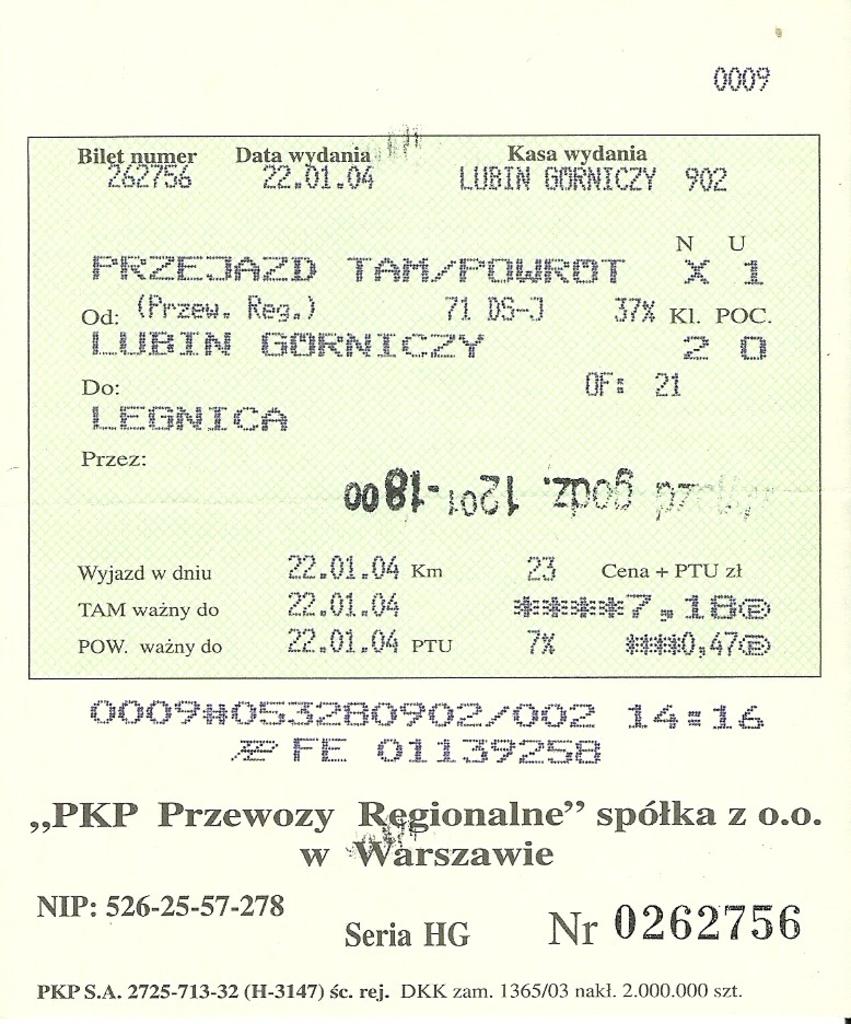 0009
Bilet numer Data wydania Kasa wydania
262756 22.01.04 LUBIN GÓRNICZY 902
N U
PRZEJAZD TAM/POWRÓT X 1
Od: (Przew. Reg.) 71 DS-J 37% Kl. POC.
LUBIN GÓRNICZY 2 0
Do: OF: 21
LEGNICA
Przez:
godz. 1201-1800
Wyjazd w dniu 22.01.04 Km 23 Cena + PTU zł
TAM ważny do 22.01.04 ****7,18Ⓑ
POW. ważny do 22.01.04 PTU 7% ***0,47Ⓑ
0009#053280902/002 14:16
FE 01139258
„PKP Przewozy Regionalne” spółka z o.o.
w Warszawie
NIP: 526-25-57-278
Seria HG Nr 0262756
PKP S.A. 2725-713-32 (H-3147) śc. rej. DKK zam. 1365/03 nakł. 2.000.000 szt.